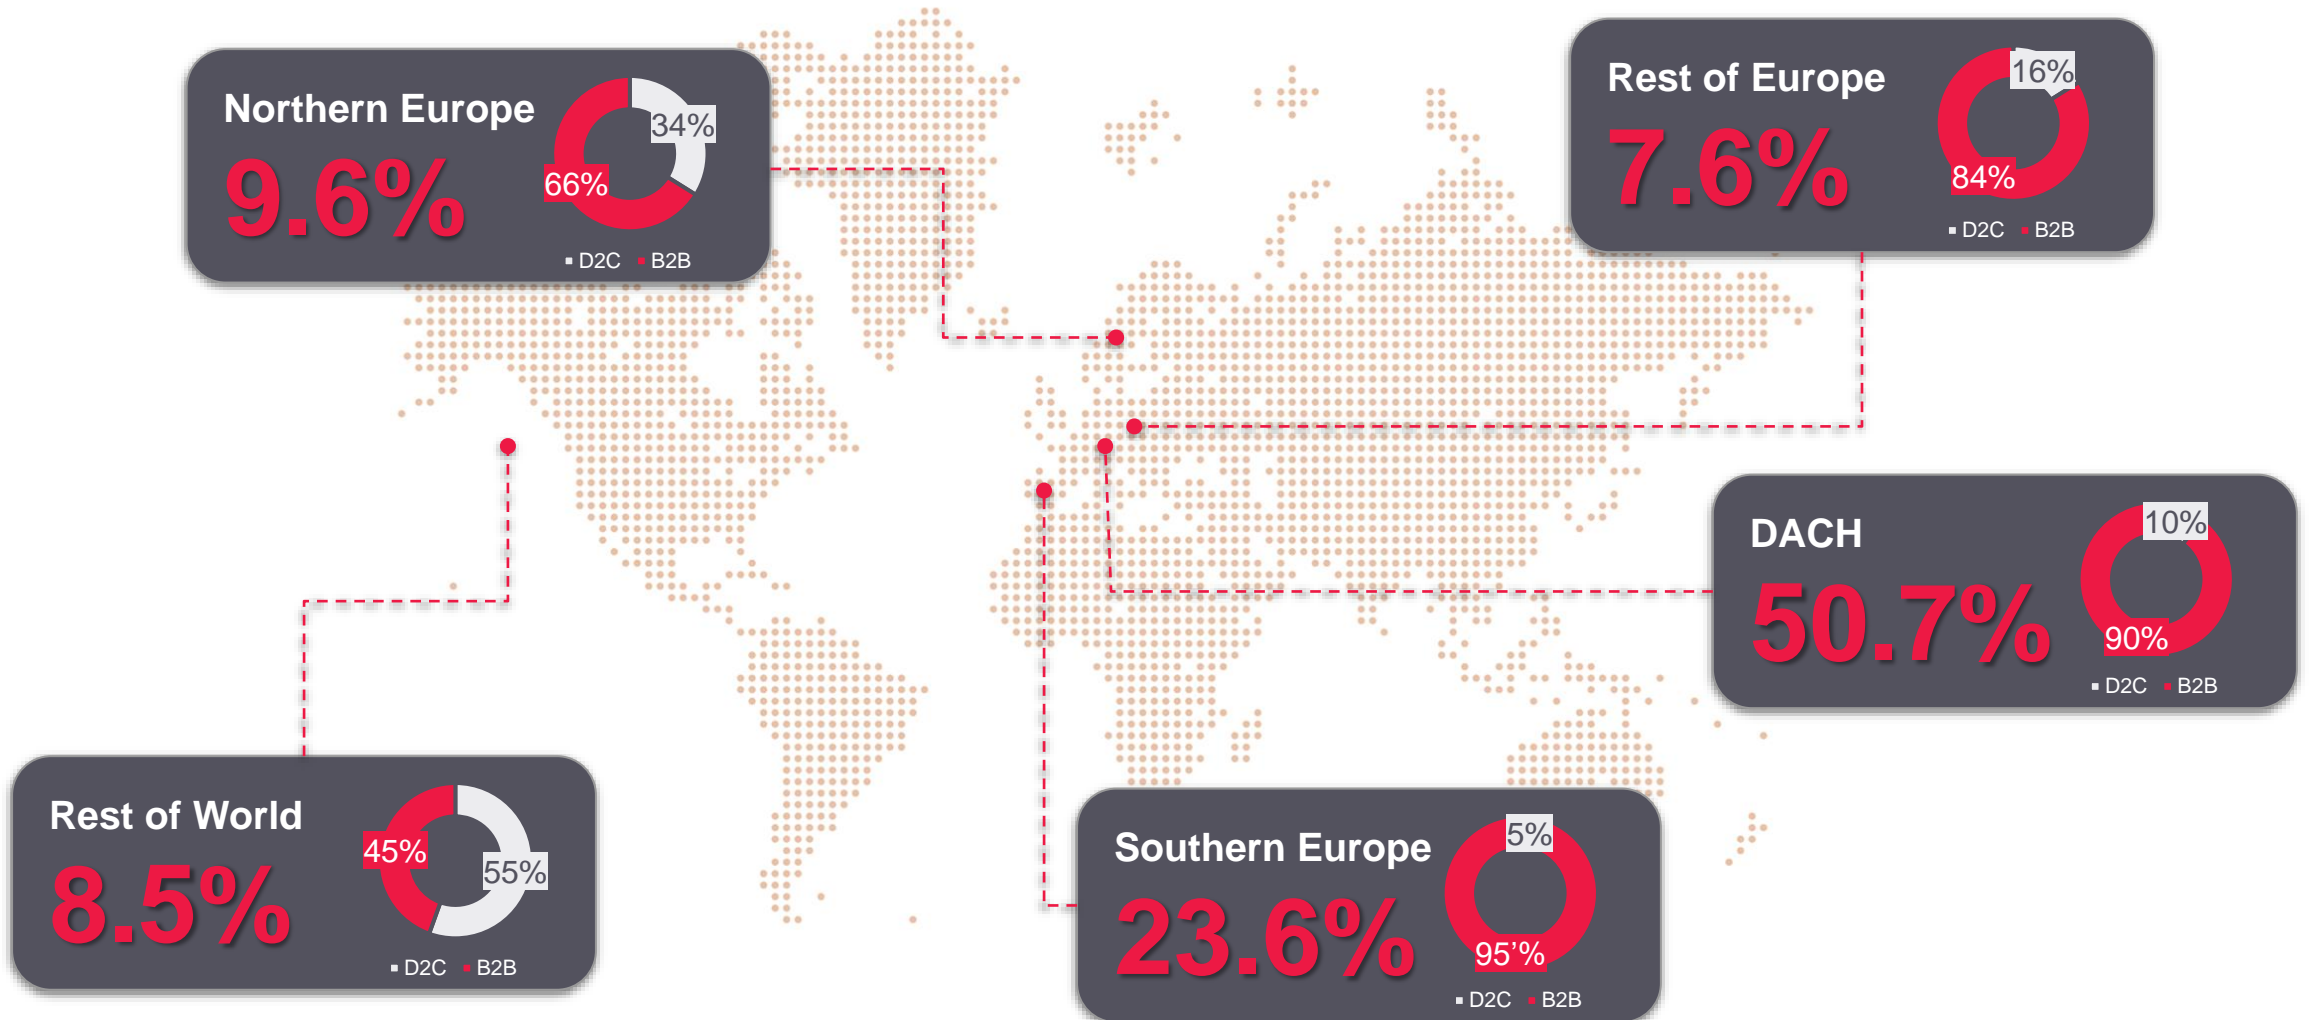 Northern Europe
9.6%
34%
66%
D2C B2B
Rest of Europe
7.6%
16%
84%
D2C B2B
DACH
50.7%
10%
90%
D2C B2B
Rest of World
8.5%
45%
55%
D2C B2B
Southern Europe
23.6%
5%
95’%
D2C B2B